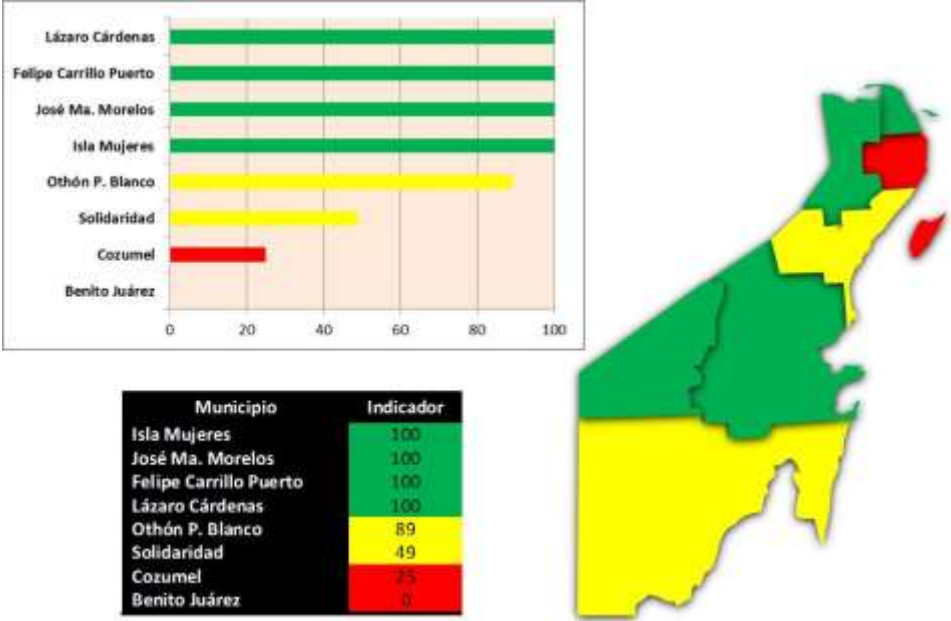 Lázaro Cárdenas
Felipe Carrillo Puerto
José Ma. Morelos
Isla Mujeres
Othón P. Blanco
Solidaridad
Cozumel
Benito Juárez
0 20 40 60 80 100
Municipio Indicador
Isla Mujeres 100
José Ma. Morelos 100
Felipe Carrillo Puerto 100
Lázaro Cárdenas 100
Othón P. Blanco 89
Solidaridad 49
Cozumel 25
Benito Juárez 0